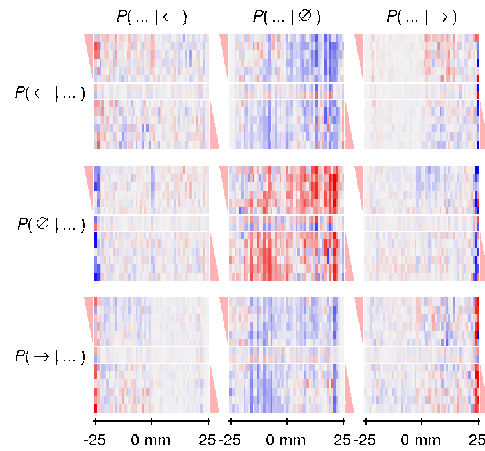 P( ... | ← ) P( ... | ∅ ) P( ... | → )
P( ← | ... )
P( ∅ | ... )
P( → | ... )
-25 0 mm 25 -25 0 mm 25 -25 0 mm 25